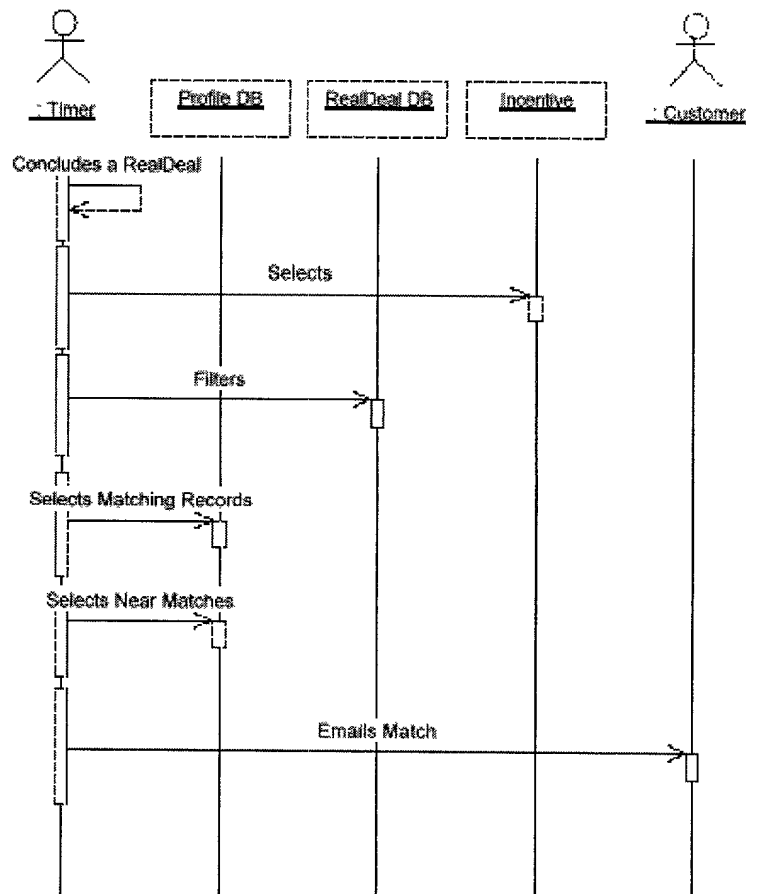 : Timer
Profile DB
RealDeal DB
Incentive
: Customer
Concludes a RealDeal
Selects
Filters
Selects Matching Records
Selects Near Matches
Emails Match